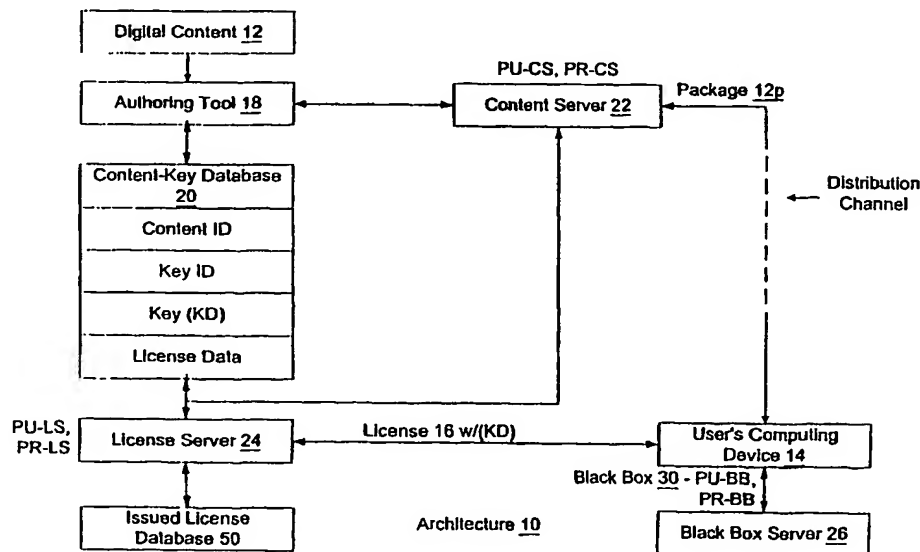 Digital Content 12
PU-CS, PR-CS
Package 12p
Authoring Tool 18
Content Server 22
Content-Key Database
20
Distribution
Channel
Content ID
Key ID
Key (KD)
License Data
PU-LS,
PR-LS
License Server 24
License 16 w/(KD)
User's Computing
Device 14
Black Box 30 - PU-BB,
PR-BB
Issued License
Database 50
Architecture 10
Black Box Server 26